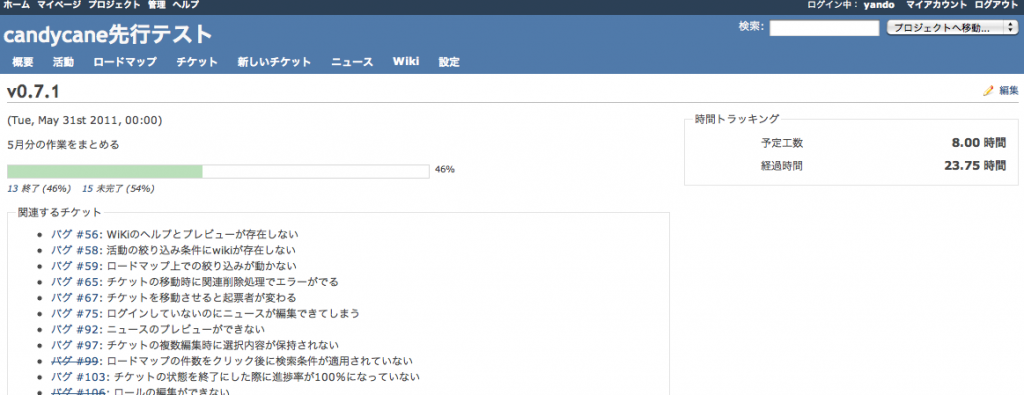 ホーム マイページ プロジェクト 管理 ヘルプ ログイン中： yando マイアカウント ログアウト
candycane先行テスト 検索: プロジェクトへ移動...
概要 活動 ロードマップ チケット 新しいチケット ニュース Wiki 設定
v0.7.1 編集
(Tue, May 31st 2011, 00:00)
5月分の作業をまとめる
46%
13 終了 (46%) 15 未完了 (54%)
時間トラッキング
予定工数 8.00 時間
経過時間 23.75 時間
関連するチケット
バグ #56: WiKiのヘルプとプレビューが存在しない
バグ #58: 活動の絞り込み条件にwikiが存在しない
バグ #59: ロードマップ上での絞り込みが動かない
バグ #65: チケットの移動時に関連削除処理でエラーがでる
バグ #67: チケットを移動させると起票者が変わる
バグ #75: ログインしていないのにニュースが編集できてしまう
バグ #92: ニュースのプレビューができない
バグ #97: チケットの複数編集時に選択内容が保持されない
バグ #99: ロードマップの件数をクリック後に検索条件が適用されていない
バグ #103: チケットの状態を終了にした際に進捗率が100%になっていない
バグ #106: ロールの編集ができない